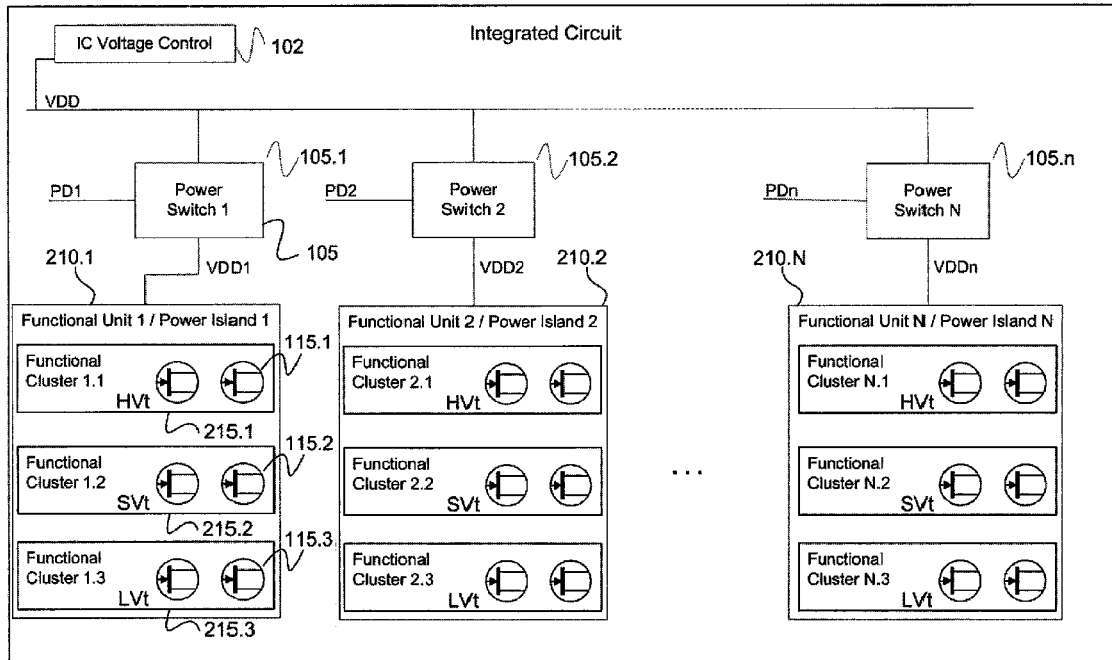 Integrated Circuit
IC Voltage Control
102
VDD
105.1
105.2
105.n
PD1
Power
Switch 1
PD2
Power
Switch 2
PDn
Power
Switch N
105
210.1
VDD1
VDD2
210.2
210.N
VDDn
Functional Unit 1 / Power Island 1
Functional
Cluster 1.1
HVt
115.1
215.1
Functional
Cluster 1.2
SVt
115.2
215.2
Functional
Cluster 1.3
LVt
115.3
215.3
Functional Unit 2 / Power Island 2
Functional
Cluster 2.1
HVt
Functional
Cluster 2.2
SVt
Functional
Cluster 2.3
LVt
...
Functional Unit N / Power Island N
Functional
Cluster N.1
HVt
Functional
Cluster N.2
SVt
Functional
Cluster N.3
LVt